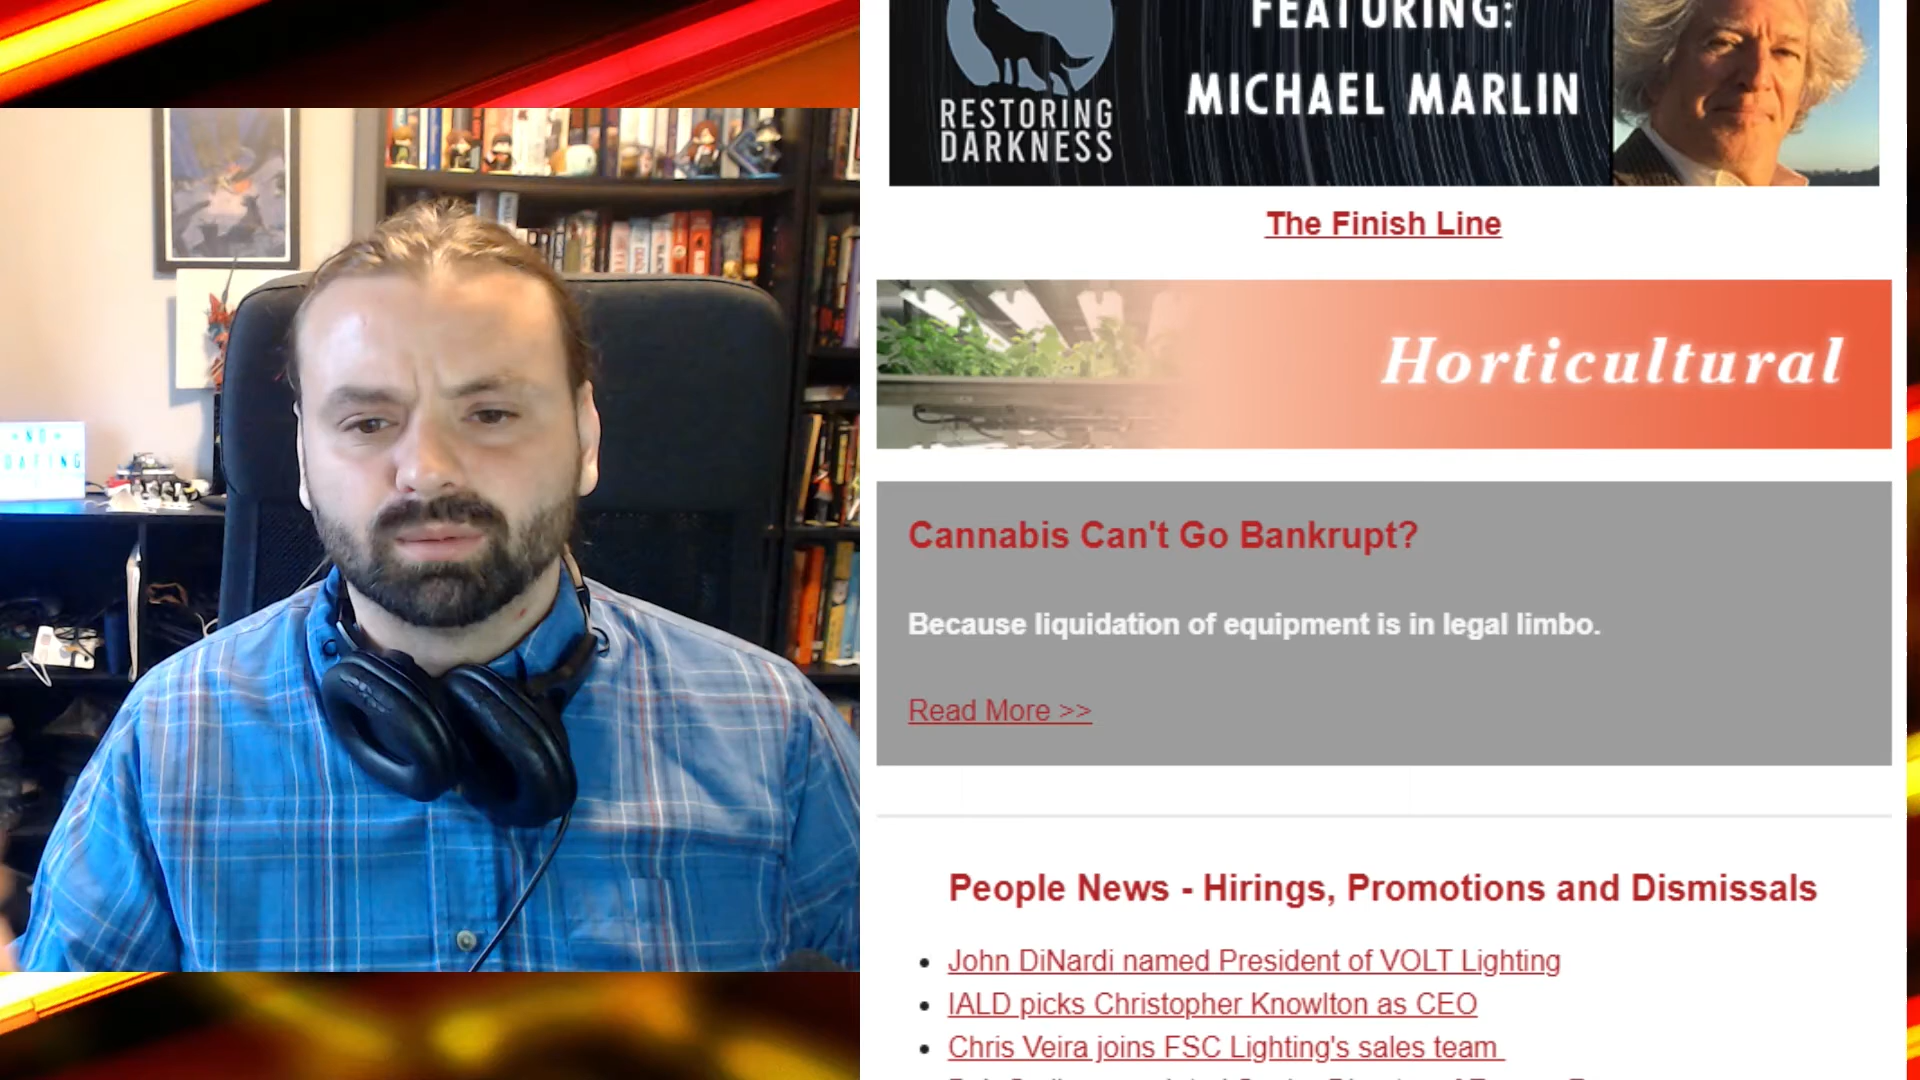 FEATURING:
MICHAEL MARLIN
RESTORING
DARKNESS
The Finish Line
Horticultural
Cannabis Can't Go Bankrupt?
Because liquidation of equipment is in legal limbo.
Read More >>
People News - Hirings, Promotions and Dismissals
John DiNardi named President of VOLT Lighting
IALD picks Christopher Knowlton as CEO
Chris Veira joins FSC Lighting's sales team
NO